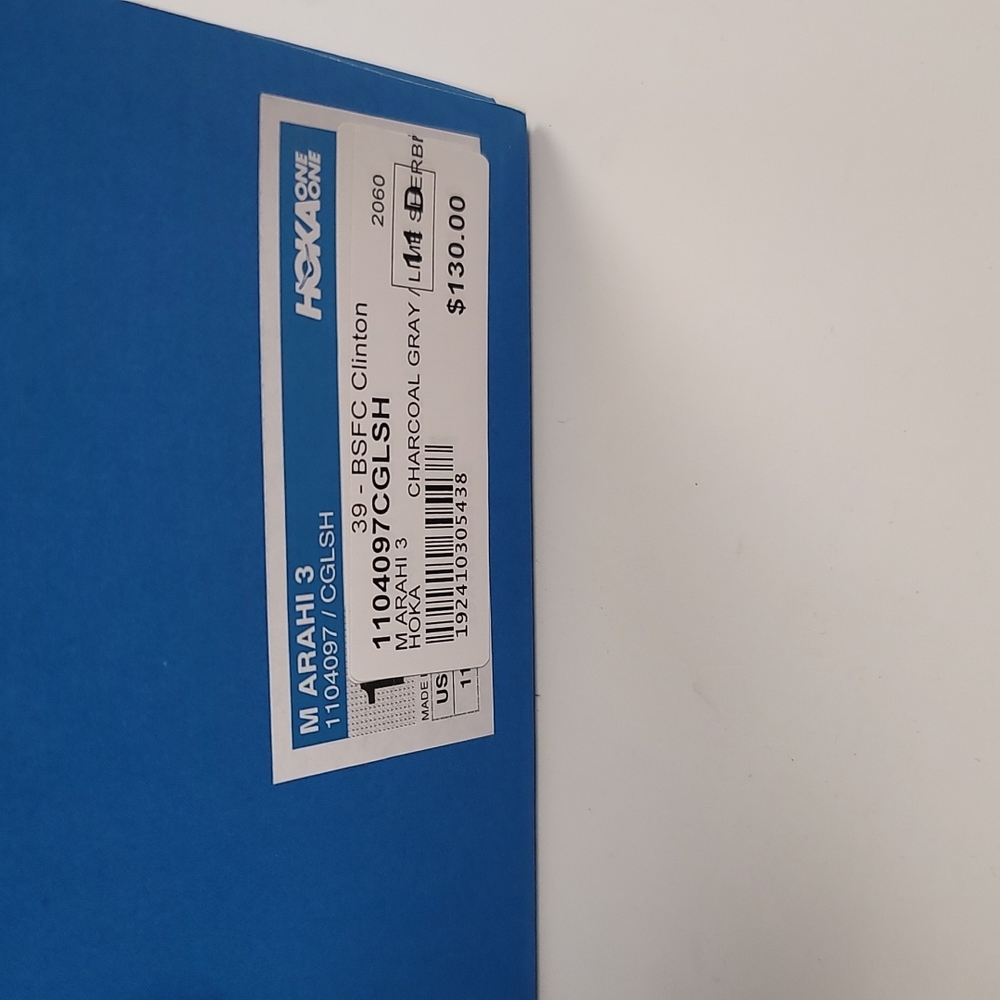 HOKA ONE ONE
M ARAHI 3
1104097 / CGLSH
39 - BSFC Clinton
2060
1104097CGLSH
M ARAHI 3
HOKA
CHARCOAL GRAY /
$130.00
192410305438
MADE
US
11